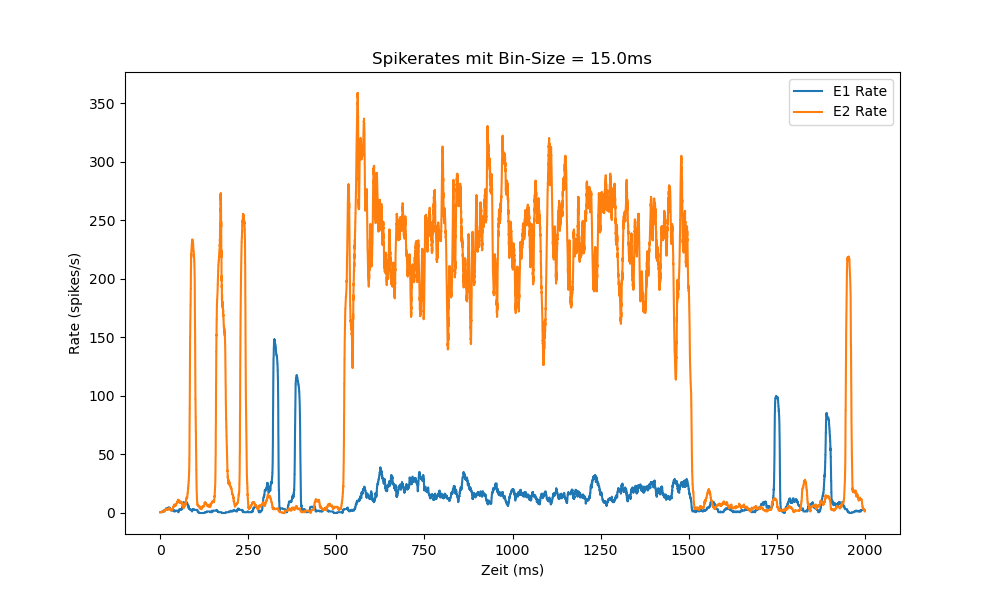 Spikerates mit Bin-Size = 15.0ms
E1 Rate
E2 Rate
Rate (spikes/s)
350
300
250
200
150
100
50
0
0 250 500 750 1000 1250 1500 1750 2000
Zeit (ms)